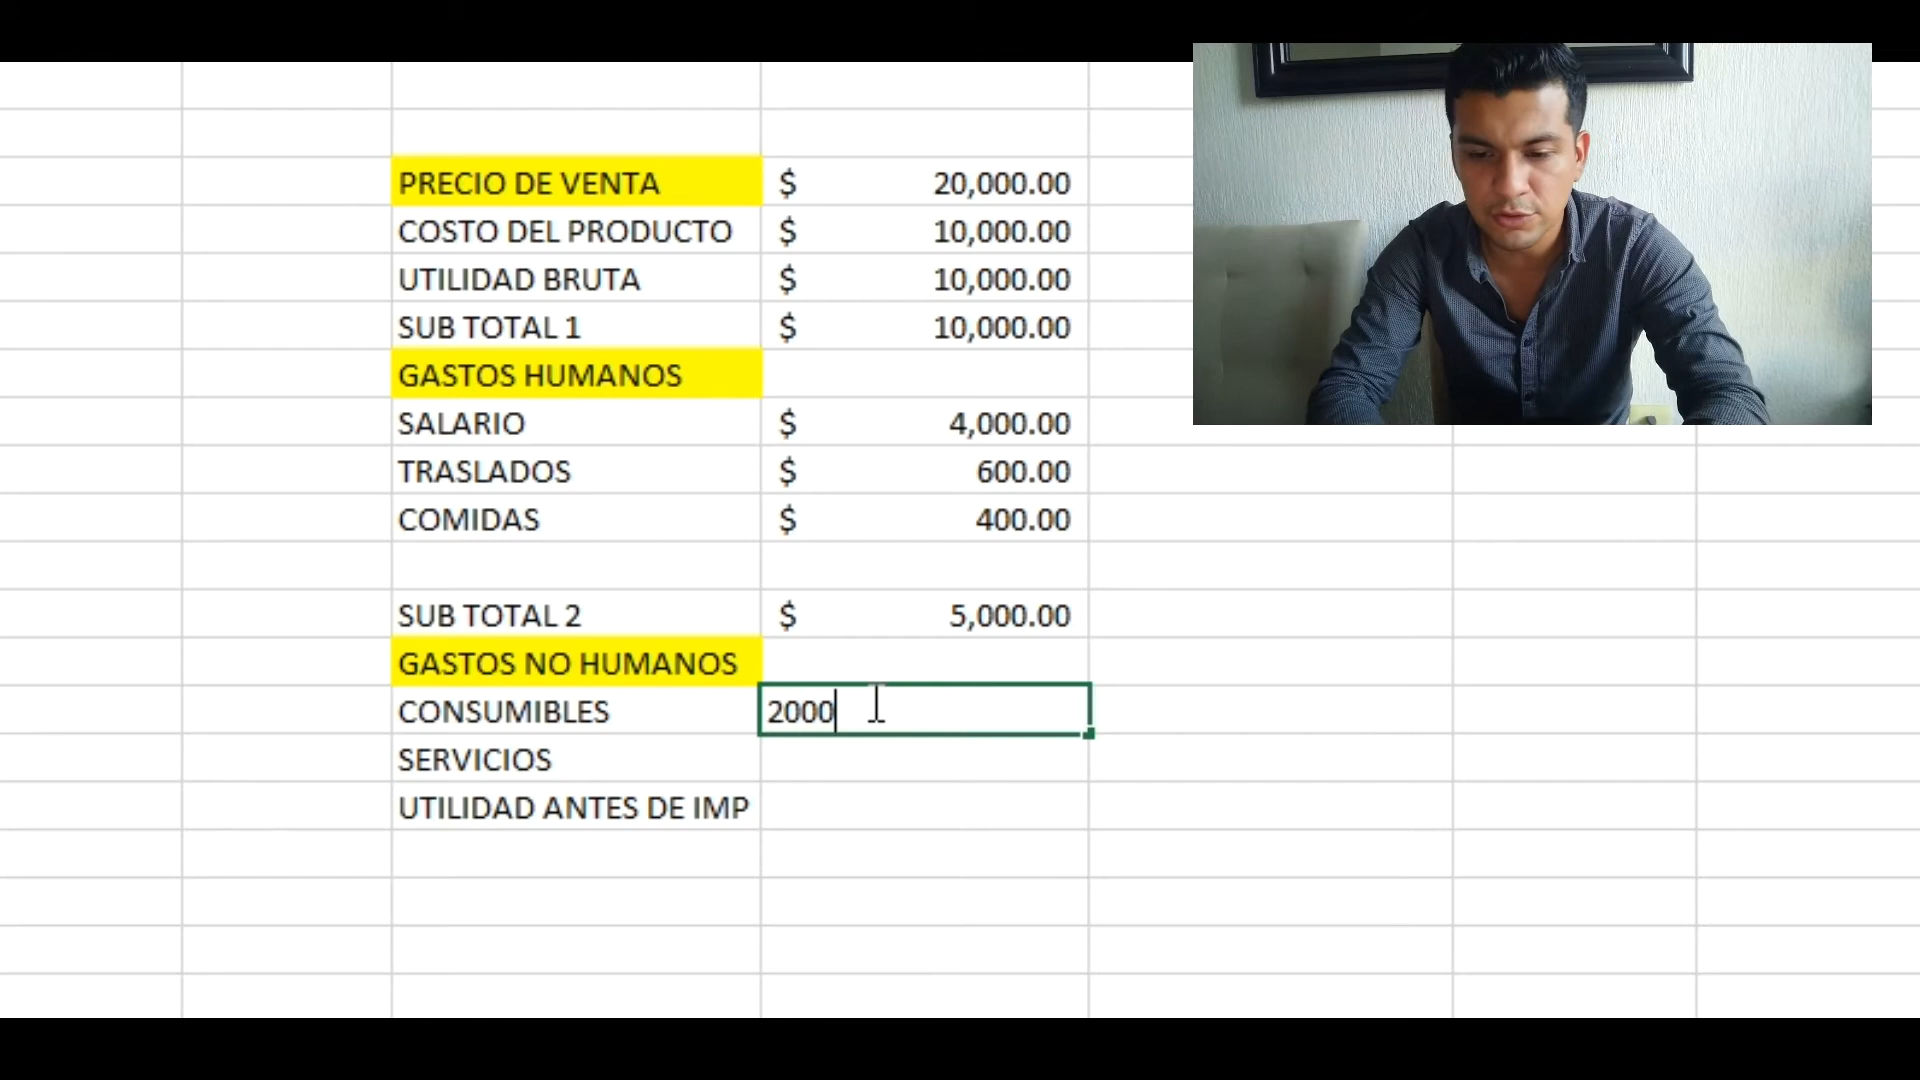 PRECIO DE VENTA $ 20,000.00
COSTO DEL PRODUCTO $ 10,000.00
UTILIDAD BRUTA $ 10,000.00
SUB TOTAL 1 $ 10,000.00
GASTOS HUMANOS
SALARIO $ 4,000.00
TRASLADOS $ 600.00
COMIDAS $ 400.00
SUB TOTAL 2 $ 5,000.00
GASTOS NO HUMANOS
CONSUMIBLES 2000
SERVICIOS
UTILIDAD ANTES DE IMP